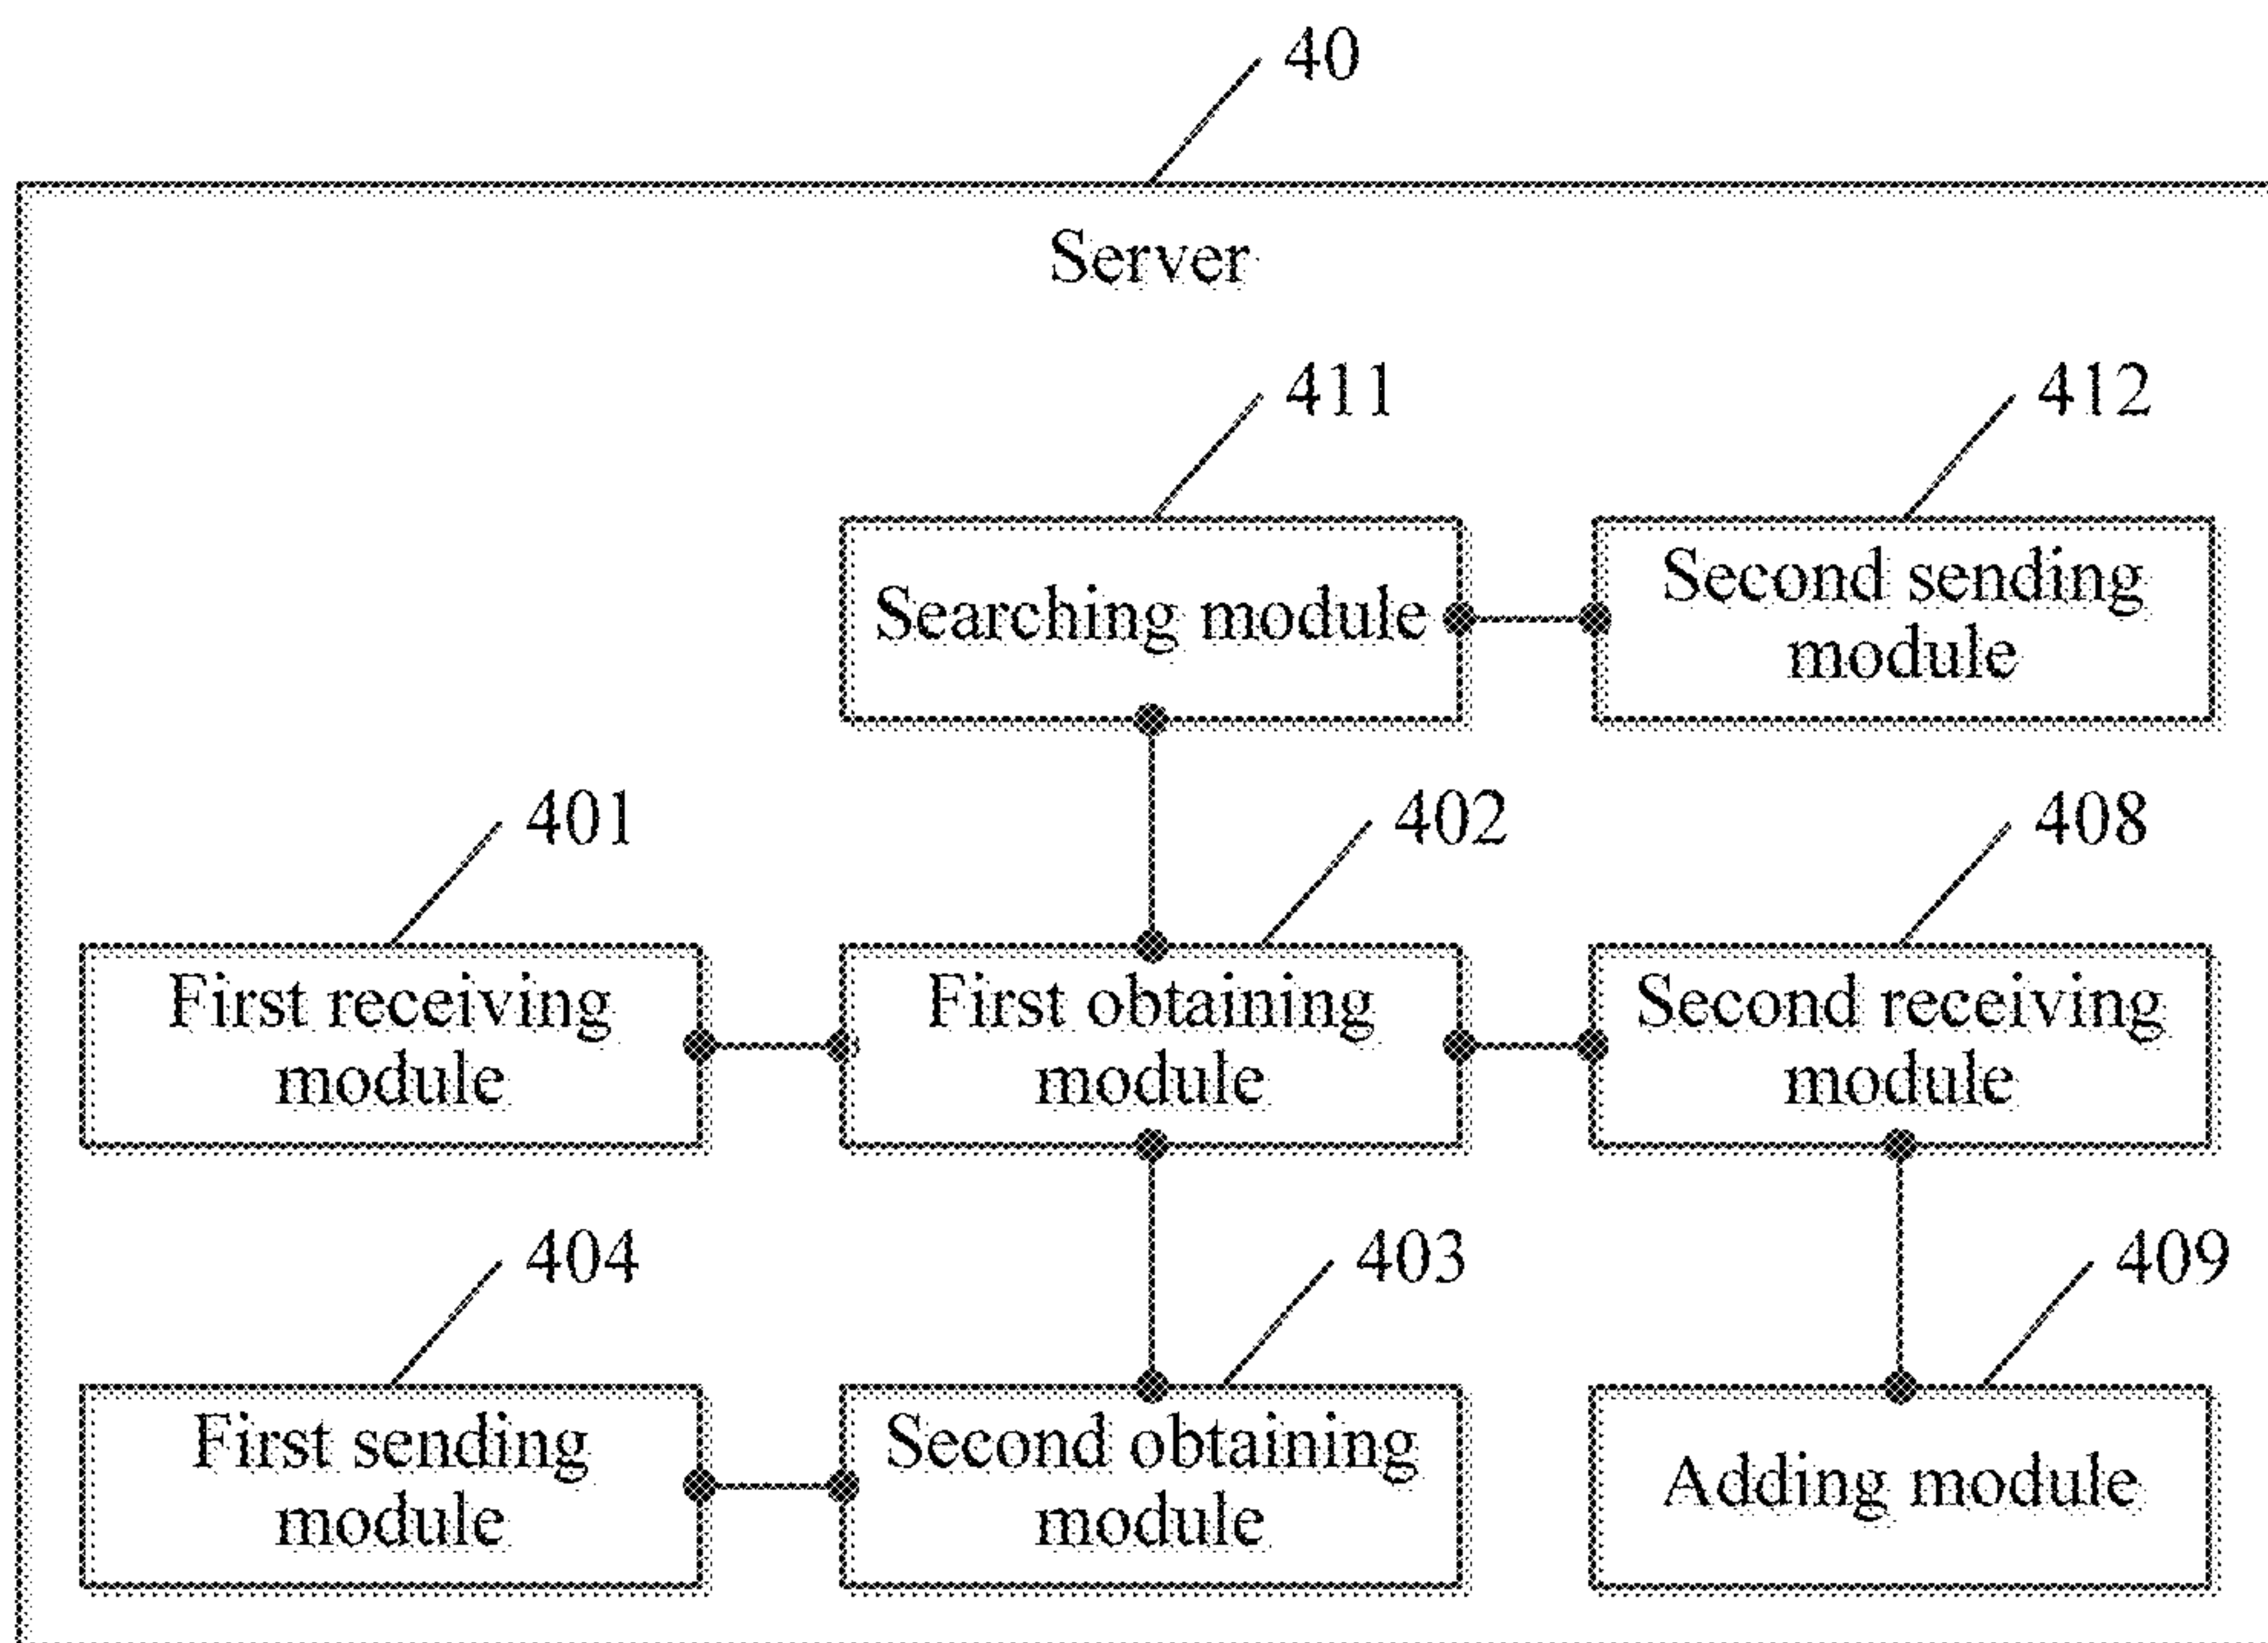 40
Server
411
412
Searching module
Second sending
module
401
402
408
First receiving
module
First obtaining
module
Second receiving
module
404
403
409
First sending
module
Second obtaining
module
Adding module